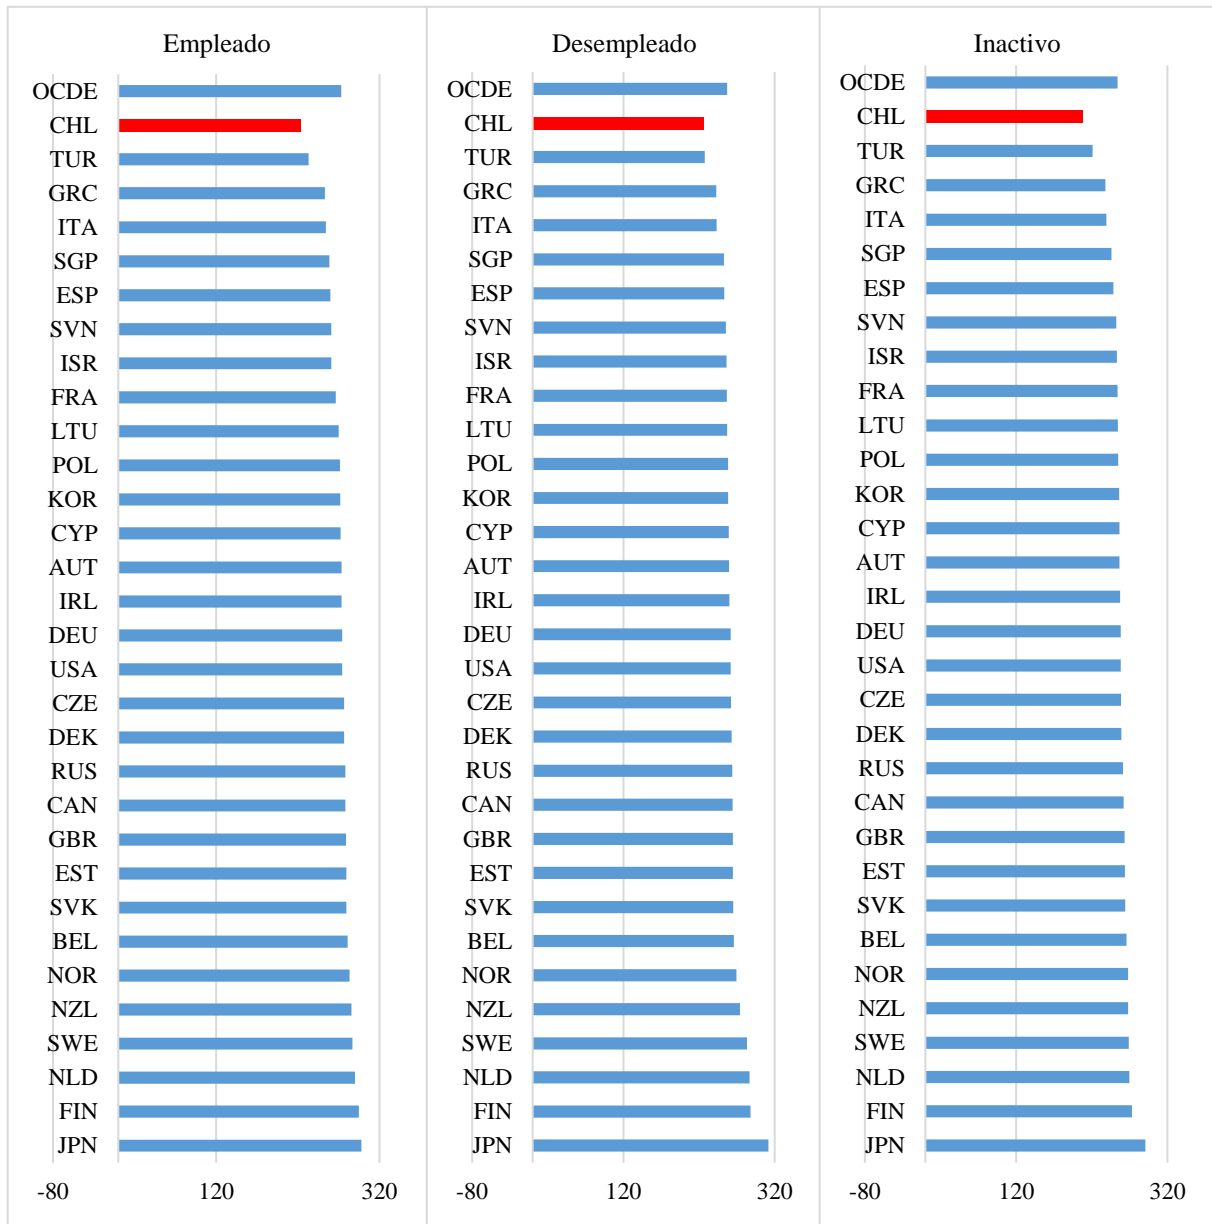 Empleado
OCDE
CHL
TUR
GRC
ITA
SGP
ESP
SVN
ISR
FRA
LTU
POL
KOR
CYP
AUT
IRL
DEU
USA
CZE
DEK
RUS
CAN
GBR
EST
SVK
BEL
NOR
NZL
SWE
NLD
FIN
JPN
-80 120 320
Desempleado
OCDE
CHL
TUR
GRC
ITA
SGP
ESP
SVN
ISR
FRA
LTU
POL
KOR
CYP
AUT
IRL
DEU
USA
CZE
DEK
RUS
CAN
GBR
EST
SVK
BEL
NOR
NZL
SWE
NLD
FIN
JPN
-80 120 320
Inactivo
OCDE
CHL
TUR
GRC
ITA
SGP
ESP
SVN
ISR
FRA
LTU
POL
KOR
CYP
AUT
IRL
DEU
USA
CZE
DEK
RUS
CAN
GBR
EST
SVK
BEL
NOR
NZL
SWE
NLD
FIN
JPN
-80 120 320